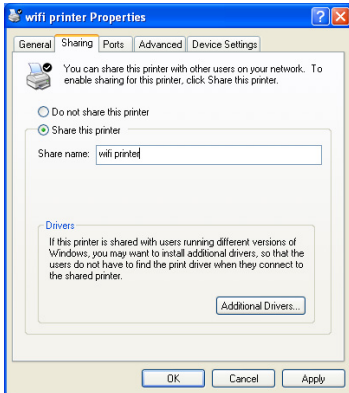 wifi printer Properties
General Sharing Ports Advanced Device Settings
You can share this printer with other users on your network. To
enable sharing for this printer, click Share this printer.
Do not share this printer
Share this printer
Share name: wifi printer
Drivers
If this printer is shared with users running different versions of
Windows, you may want to install additional drivers, so that the
users do not have to find the print driver when they connect to
the shared printer.
Additional Drivers...
OK Cancel Apply